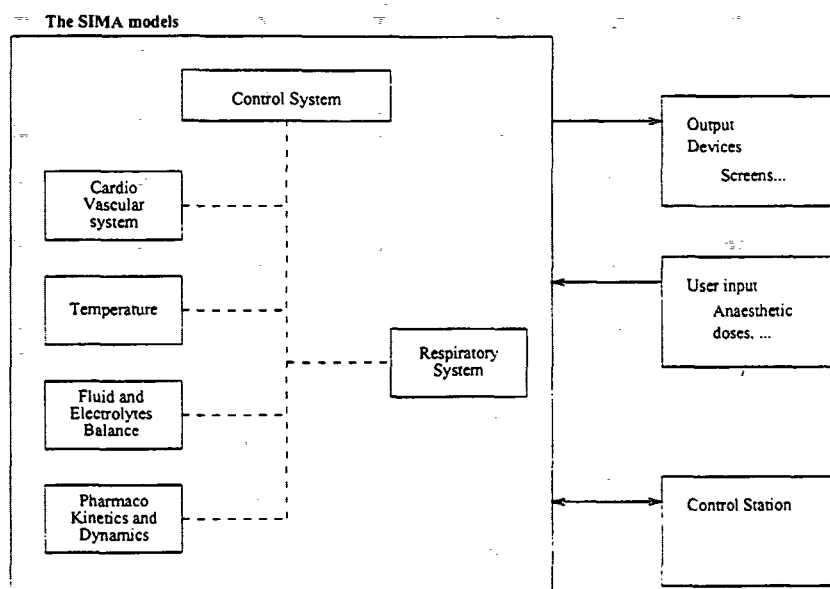 The SIMA models
Control System
Cardio
Vascular
system
Temperature
Fluid and
Electrolytes
Balance
Pharmaco
Kinetics and
Dynamics
Respiratory
System
Output
Devices
Screens...
User input
Anaesthetic
doses, ...
Control Station